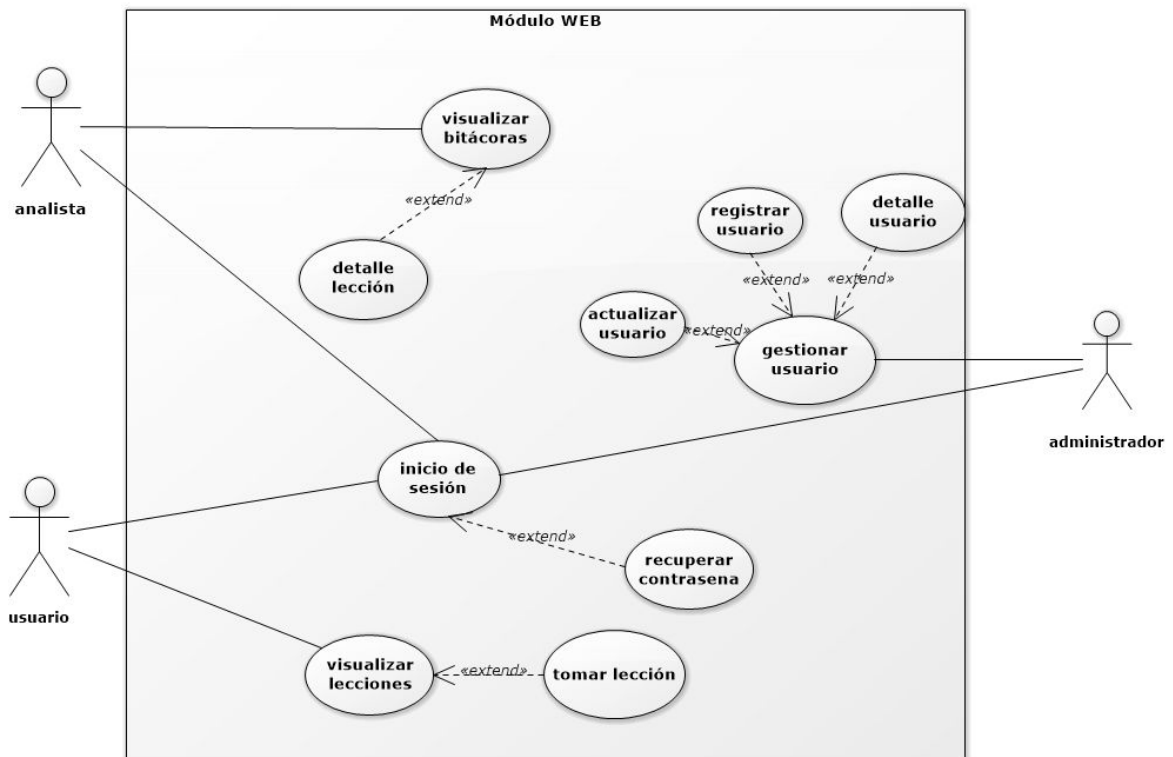 Módulo WEB
visualizar
bitácoras
analista
«extend»
registrar
usuario
detalle
usuario
detalle
lección
«extend»
«extend»
actualizar
usuario
«extend»
gestionar
usuario
administrador
inicio de
sesión
«extend»
recuperar
contrasena
usuario
visualizar
lecciones
«extend»
tomar lección